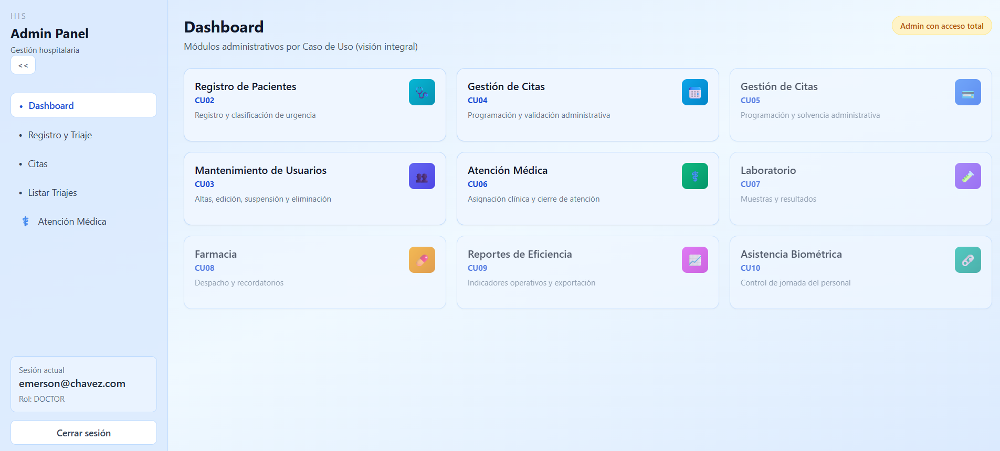 HIS
Admin Panel
Gestión hospitalaria
<<
• Dashboard
• Registro y Triaje
• Citas
• Listar Triajes
Atención Médica
Sesión actual
emerson@chavez.com
Rol: DOCTOR
Cerrar sesión
Dashboard
Módulos administrativos por Caso de Uso (visión integral)
Admin con acceso total
Registro de Pacientes
CU02
Registro y clasificación de urgencia
Gestión de Citas
CU04
Programación y validación administrativa
Gestión de Citas
CU05
Programación y solvencia administrativa
Mantenimiento de Usuarios
CU03
Altas, edición, suspensión y eliminación
Atención Médica
CU06
Asignación clínica y cierre de atención
Laboratorio
CU07
Muestras y resultados
Farmacia
CU08
Despacho y recordatorios
Reportes de Eficiencia
CU09
Indicadores operativos y exportación
Asistencia Biométrica
CU10
Control de jornada del personal